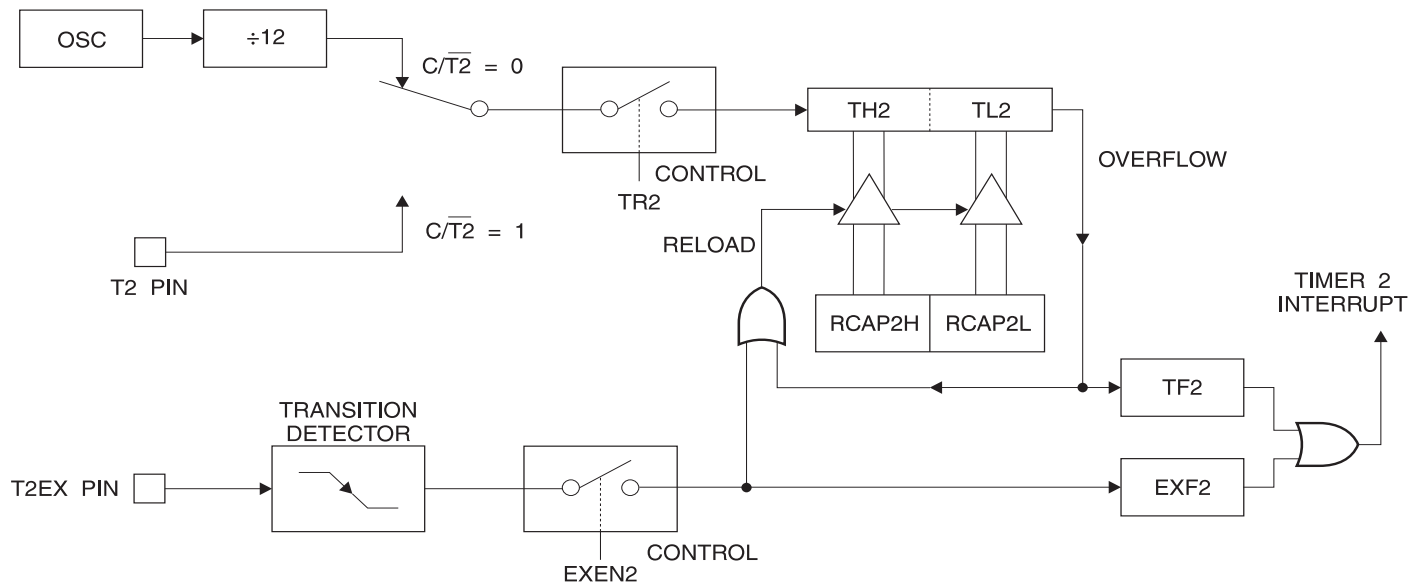 OSC
÷12
C/T2̅ = 0
TH2
TL2
CONTROL
TR2
OVERFLOW
C/T2̅ = 1
T2 PIN
RELOAD
RCAP2H
RCAP2L
TIMER 2
INTERRUPT
TF2
TRANSITION
DETECTOR
T2EX PIN
EXF2
CONTROL
EXEN2